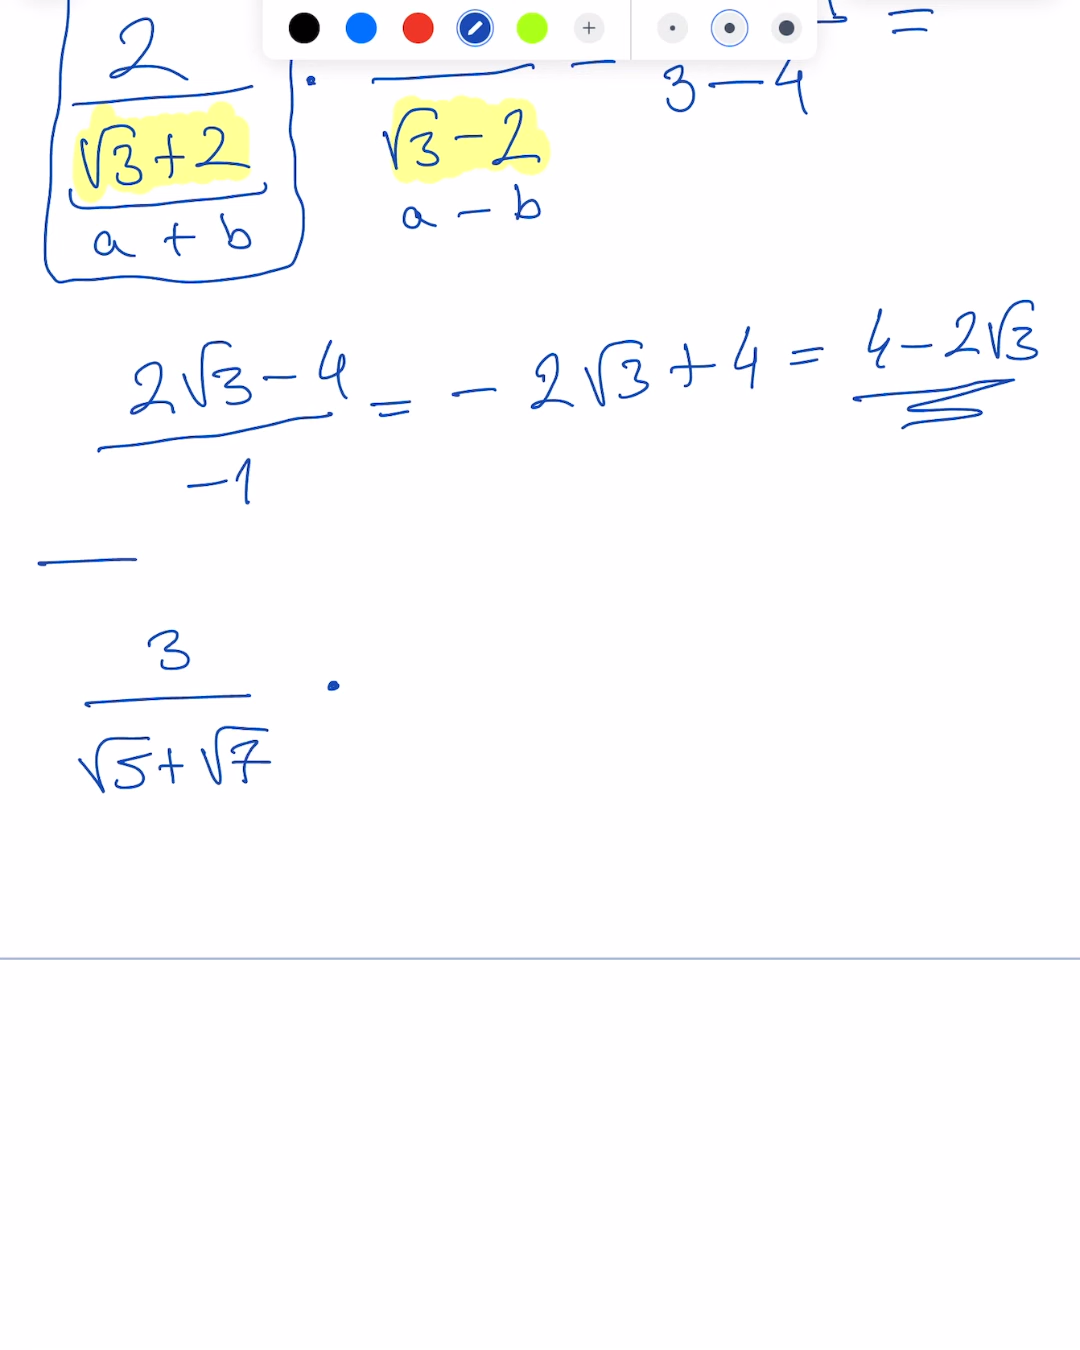 2 / (√3+2) · / (√3-2) = / (3-4) =
a + b    a - b
(2√3-4) / -1 = - 2√3 + 4 = 4-2√3
3 / (√5+√7) ·